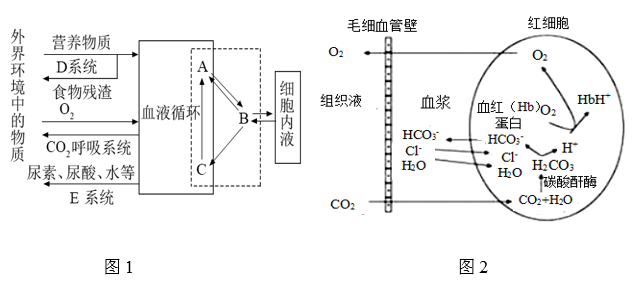 外界环境中的物质
营养物质
D系统
食物残渣
O2
CO2呼吸系统
尿素、尿酸、水等
E 系统
血液循环
A
B
C
细胞内液
图1
毛细血管壁
红细胞
O2
O2
组织液
血浆
血红（Hb）O2
蛋白
HbH+
HCO3-
HCO3-
H+
Cl-
Cl-
H2O
H2O
H2CO3
碳酸酐酶
CO2
CO2+H2O
图2